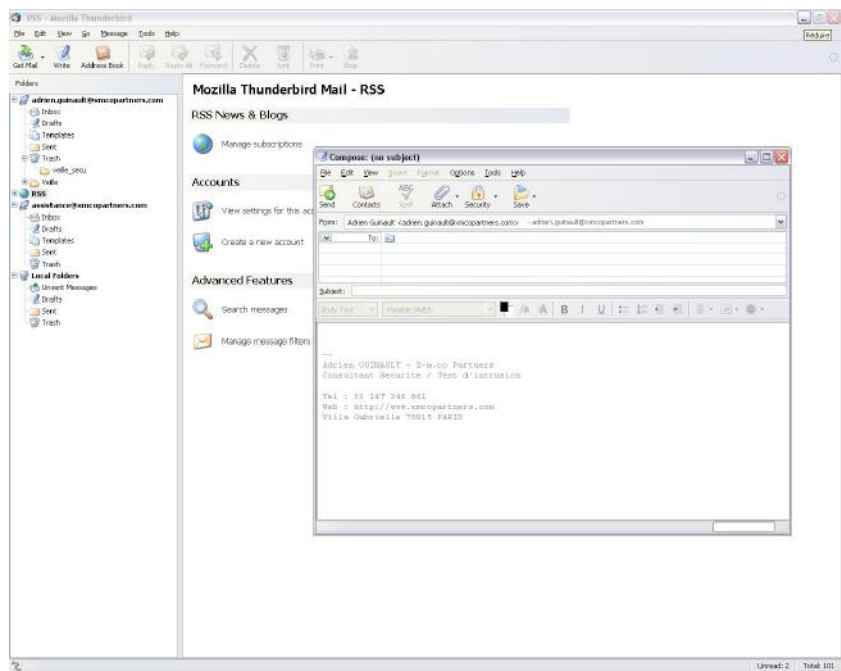 RSS - Mozilla Thunderbird
File Edit View Go Message Tools Help
Réduire
Get Mail Write Address Book Reply Reply All Forward Delete Junk Print Stop
Folders
adrien.guinault@xmcopartners.com
Inbox
Drafts
Templates
Sent
Trash
veille_secu
Veille
RSS
assistance@xmcopartners.com
Inbox
Drafts
Templates
Sent
Trash
Local Folders
Unsent Messages
Drafts
Sent
Trash
Mozilla Thunderbird Mail - RSS
RSS News & Blogs
Manage subscriptions
Accounts
View settings for this acc
Create a new account
Advanced Features
Search messages
Manage message filters
Compose: (no subject)
File Edit View Insert Format Options Tools Help
Send Contacts Spell Attach Security Save
From: Adrien Guinault <adrien.guinault@xmcopartners.com> - adrien.guinault@xmcopartners.com
To:
Subject:
Body Text Variable Width
--
Adrien GUINAULT - X-m.co Partners
Consultant Securite / Test d'intrusion
Tel : 33 147 346 861
Web : http://www.xmcopartners.com
Villa Gabrielle 75015 PARIS
Unread: 2 Total: 101